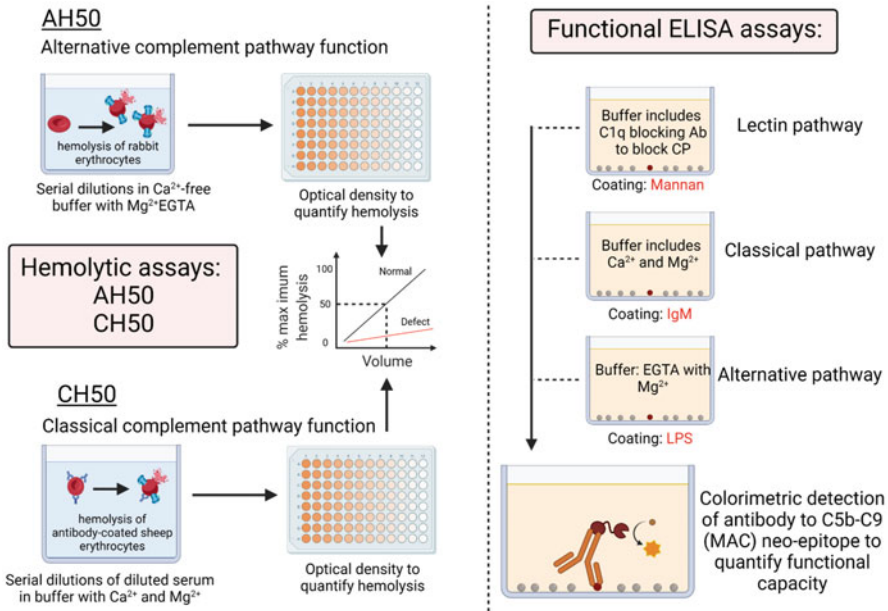 AH50
Alternative complement pathway function
hemolysis of rabbit
erythrocytes
Serial dilutions in Ca²⁺-free
buffer with Mg²⁺EGTA
Optical density to
quantify hemolysis
Hemolytic assays:
AH50
CH50
% max imum
hemolysis
100
50
0
Normal
Defect
Volume
CH50
Classical complement pathway function
hemolysis of
antibody-coated sheep
erythrocytes
Serial dilutions of diluted serum
in buffer with Ca²⁺ and Mg²⁺
Optical density to
quantify hemolysis
Functional ELISA assays:
Buffer includes
C1q blocking Ab
to block CP
Coating: Mannan
Lectin pathway
Buffer includes
Ca²⁺ and Mg²⁺
Coating: IgM
Classical pathway
Buffer: EGTA with
Mg²⁺
Coating: LPS
Alternative pathway
Colorimetric detection
of antibody to C5b-C9
(MAC) neo-epitope to
quantify functional
capacity